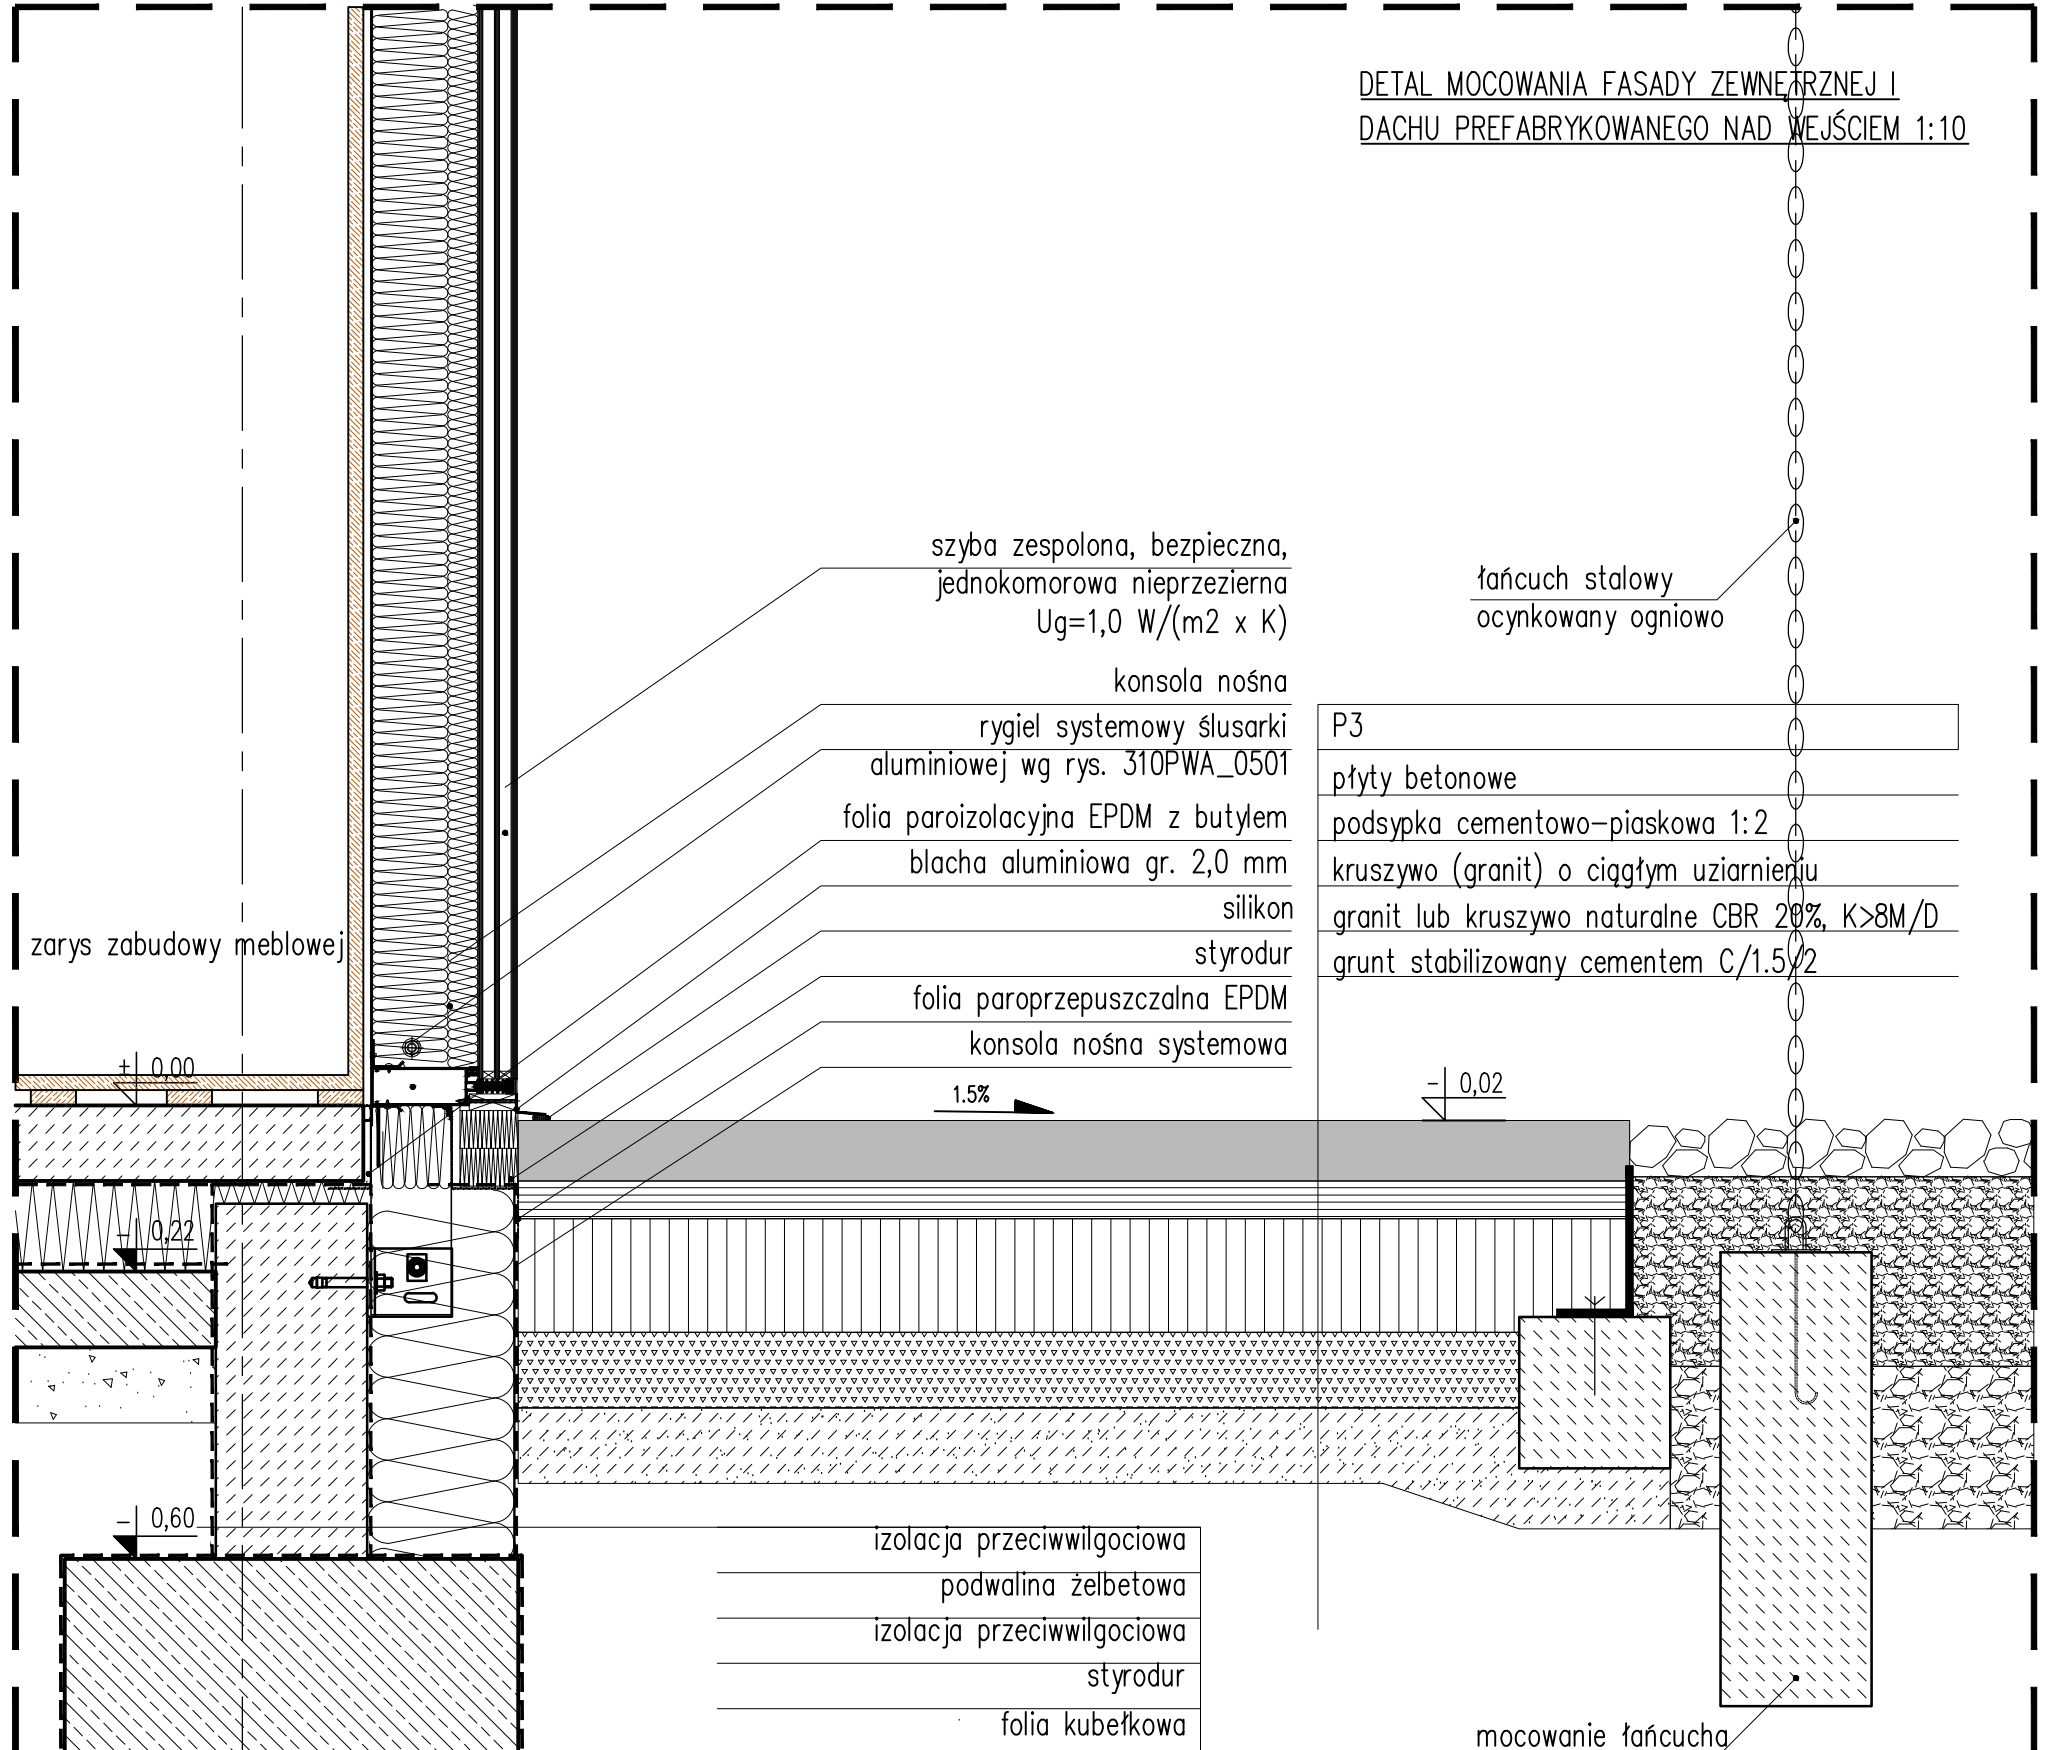 DETAL MOCOWANIA FASADY ZEWNĘTRZNEJ I
DACHU PREFABRYKOWANEGO NAD WEJŚCIEM 1:10
szyba zespolona, bezpieczna,
jednokomorowa nieprzezierna
Ug=1,0 W/(m2 x K)
łańcuch stalowy
ocynkowany ogniowo
konsola nośna
rygiel systemowy ślusarki
aluminiowej wg rys. 310PWA_0501
folia paroizolacyjna EPDM z butylem
blacha aluminiowa gr. 2,0 mm
silikon
styrodur
folia paroprzepuszczalna EPDM
konsola nośna systemowa
P3
płyty betonowe
podsypka cementowo-piaskowa 1:2
kruszywo (granit) o ciągłym uziarnieniu
granit lub kruszywo naturalne CBR 20%, K>8M/D
grunt stabilizowany cementem C/1.5/2
zarys zabudowy meblowej
± 0,00
1.5%
- 0,02
- 0,22
- 0,60
izolacja przeciwwilgociowa
podwalina żelbetowa
izolacja przeciwwilgociowa
styrodur
folia kubełkowa
mocowanie łańcucha